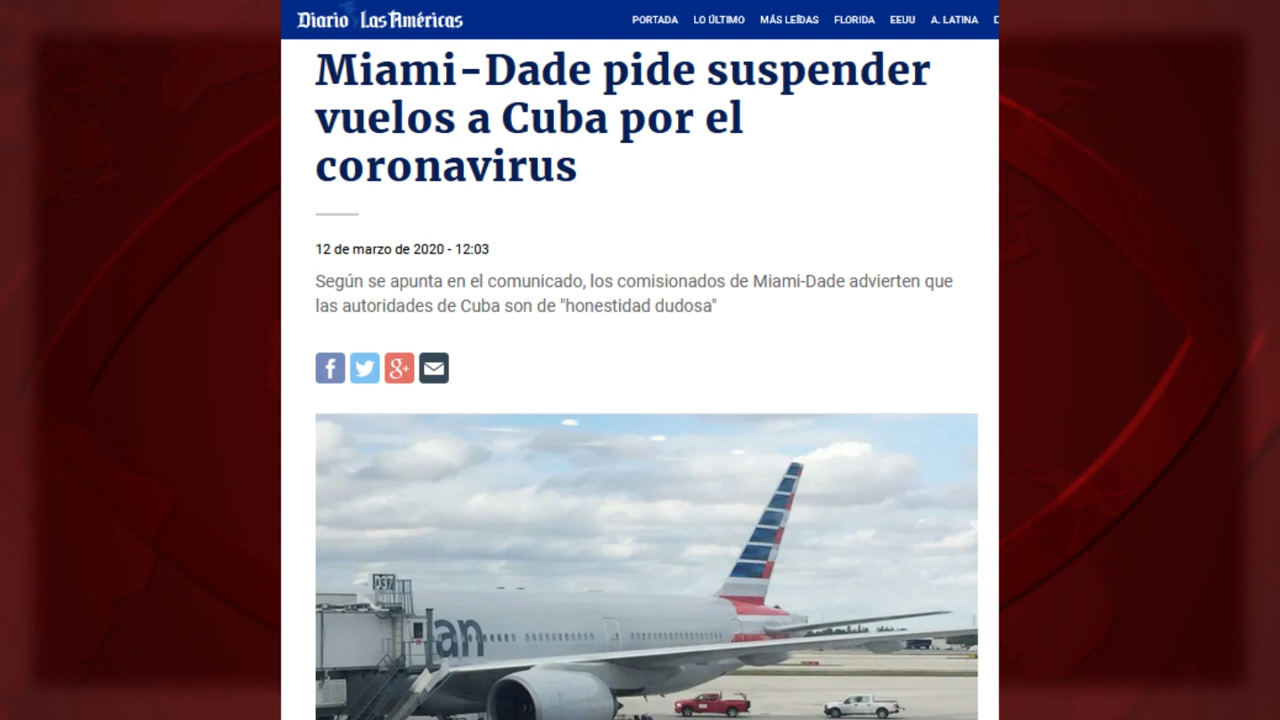 Diario Las Américas
PORTADA LO ÚLTIMO MÁS LEÍDAS FLORIDA EEUU A. LATINA
Miami-Dade pide suspender
vuelos a Cuba por el
coronavirus
12 de marzo de 2020 - 12:03
Según se apunta en el comunicado, los comisionados de Miami-Dade advierten que
las autoridades de Cuba son de "honestidad dudosa"
f g+
D37
an